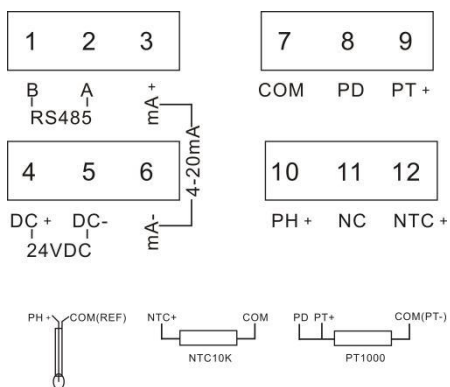 1 2 3
B A mA+
RS485
4-20mA
4 5 6
DC+ DC- mA-
24VDC
7 8 9
COM PD PT+
10 11 12
PH+ NC NTC+
PH+ COM(REF)
NTC+ COM
NTC10K
PD PT+ COM(PT-)
PT1000